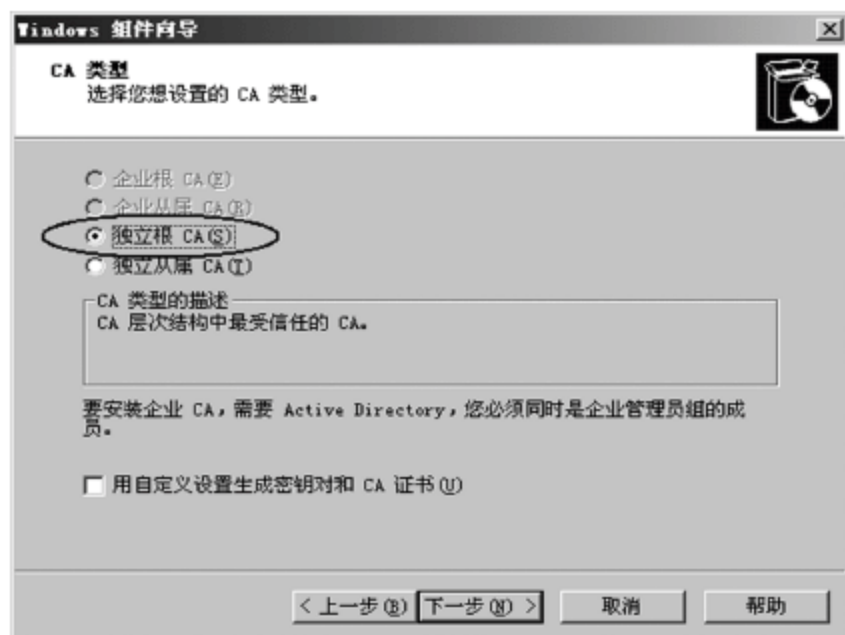 Windows 组件向导
CA 类型
选择您想设置的 CA 类型。
企业根 CA(E)
企业从属 CA(R)
独立根 CA(S)
独立从属 CA(T)
CA 类型的描述
CA 层次结构中最受信任的 CA。
要安装企业 CA，需要 Active Directory，您必须同时是企业管理员组的成
员。
用自定义设置生成密钥对和 CA 证书(U)
< 上一步(B) 下一步(N) > 取消 帮助